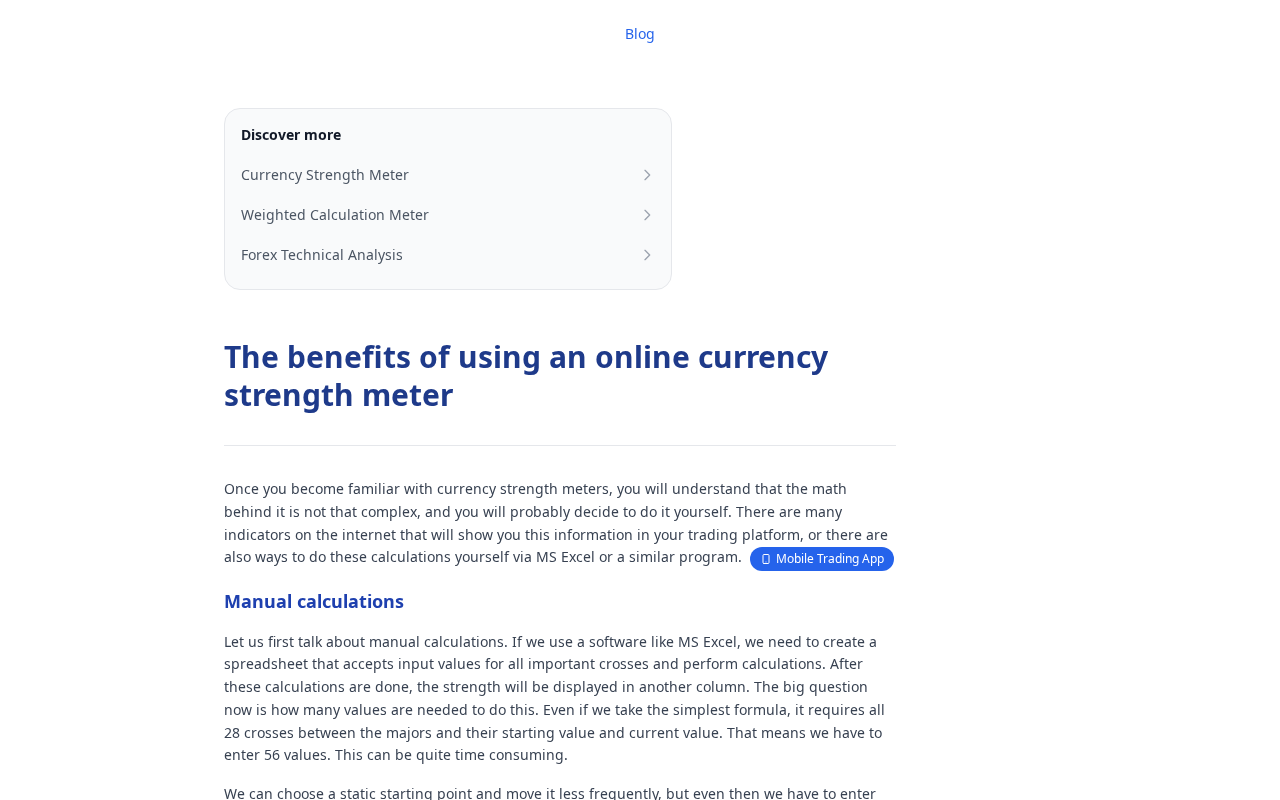 Blog
Discover more
Currency Strength Meter
Weighted Calculation Meter
Forex Technical Analysis
The benefits of using an online currency
strength meter
Once you become familiar with currency strength meters, you will understand that the math
behind it is not that complex, and you will probably decide to do it yourself. There are many
indicators on the internet that will show you this information in your trading platform, or there are
also ways to do these calculations yourself via MS Excel or a similar program. Mobile Trading App
Manual calculations
Let us first talk about manual calculations. If we use a software like MS Excel, we need to create a
spreadsheet that accepts input values for all important crosses and perform calculations. After
these calculations are done, the strength will be displayed in another column. The big question
now is how many values are needed to do this. Even if we take the simplest formula, it requires all
28 crosses between the majors and their starting value and current value. That means we have to
enter 56 values. This can be quite time consuming.
We can choose a static starting point and move it less frequently, but even then we have to enter